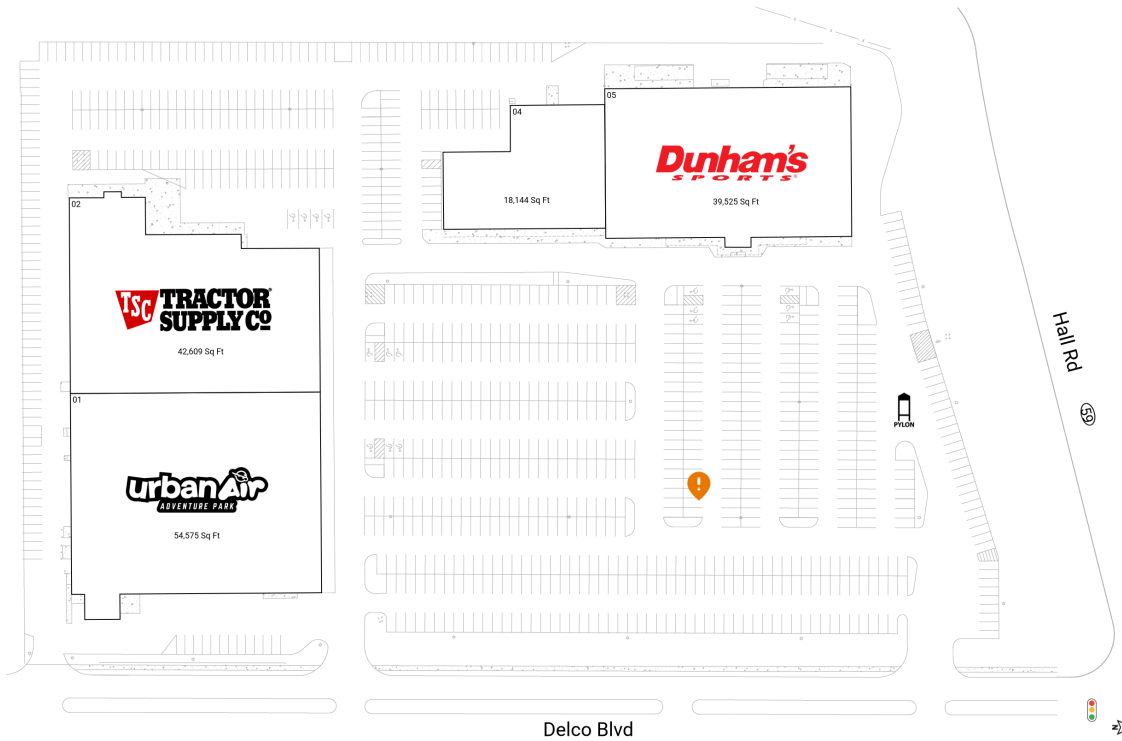 05
04
Dunham's
SPORTS
18,144 Sq Ft
39,525 Sq Ft
02
TSC TRACTOR
SUPPLY CO
42,609 Sq Ft
Hall Rd
59
01
PYLON
urbanAir
ADVENTURE PARK
54,575 Sq Ft
Delco Blvd
N